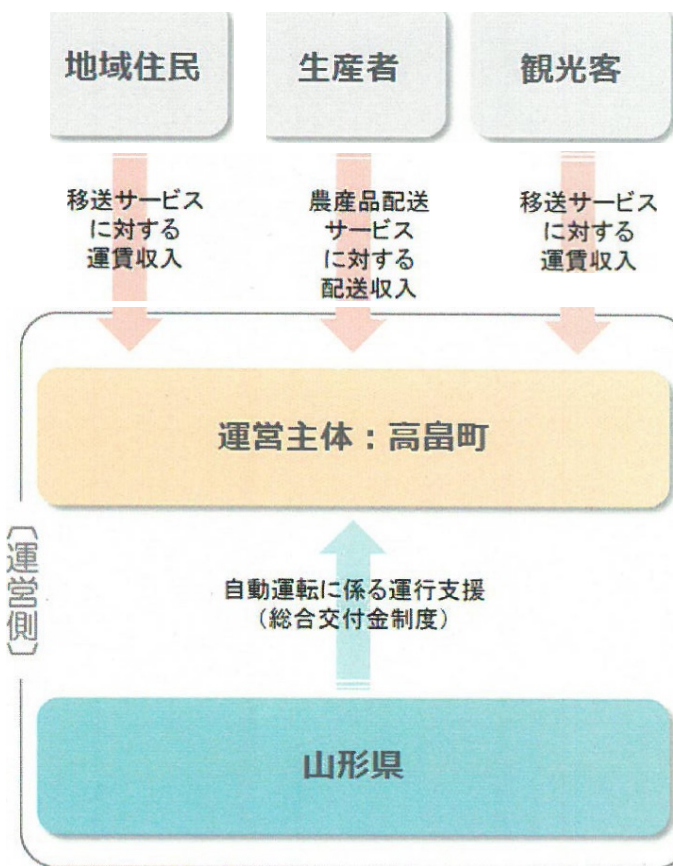 地域住民
生産者
観光客
移送サービス
に対する
運賃収入
農産品配送
サービス
に対する
配送収入
移送サービス
に対する
運賃収入
運営主体：高畠町
〔運営側〕
自動運転に係る運行支援
（総合交付金制度）
山形県